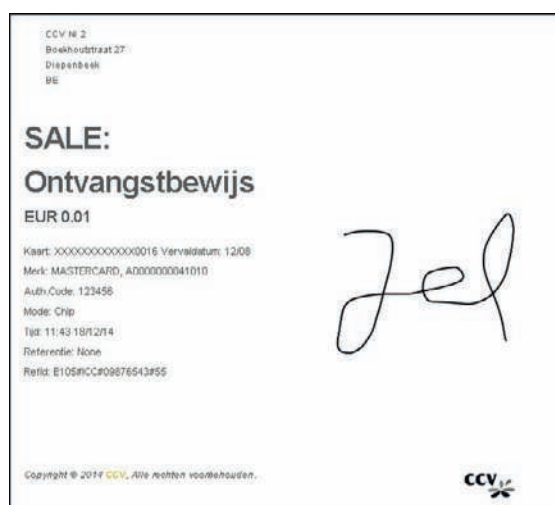 CCV Nl 2
Boekhoutstraat 27
Diepenbeek
BE
SALE:
Ontvangstbewijs
EUR 0.01
Kaart: XXXXXXXXXXXX0016 Vervaldatum: 12/08
Merk: MASTERCARD, A0000000041010
Auth.Code: 123456
Mode: Chip
Tijd: 11:43 18/12/14
Referentie: None
RefId: E105#ICC#09876543#55
Copyright © 2014 CCV, Alle rechten voorbehouden.
CCV